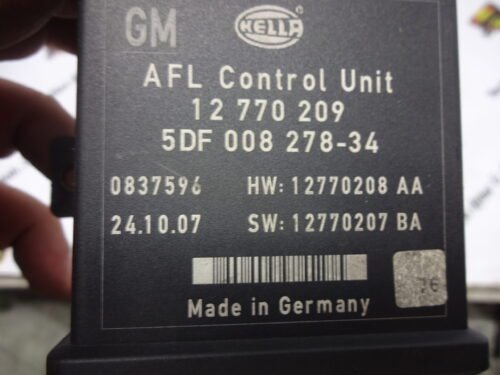 GM HELLA
AFL Control Unit
12 770 209
5DF 008 278-34
0837596 HW: 12770208 AA
24.10.07 SW: 12770207 BA
Made in Germany